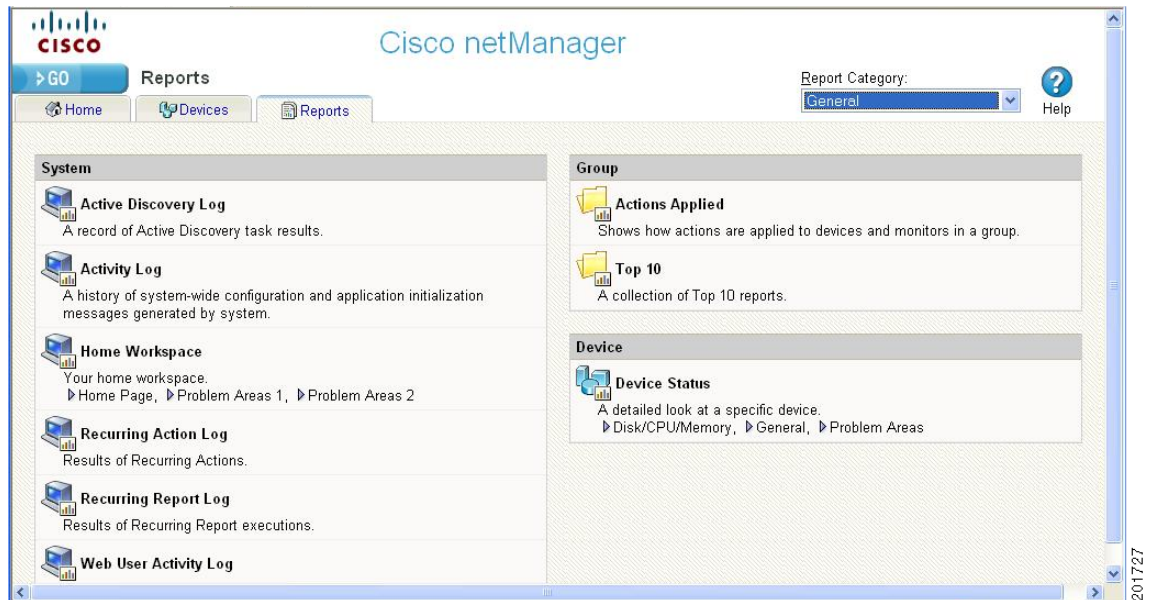 CISCO
Cisco netManager
GO
Reports
Report Category:
General
Help
Home
Devices
Reports
System
Active Discovery Log
A record of Active Discovery task results.
Activity Log
A history of system-wide configuration and application initialization
messages generated by system.
Home Workspace
Your home workspace.
Home Page, Problem Areas 1, Problem Areas 2
Recurring Action Log
Results of Recurring Actions.
Recurring Report Log
Results of Recurring Report executions.
Web User Activity Log
Group
Actions Applied
Shows how actions are applied to devices and monitors in a group.
Top 10
A collection of Top 10 reports.
Device
Device Status
A detailed look at a specific device.
Disk/CPU/Memory, General, Problem Areas
201727